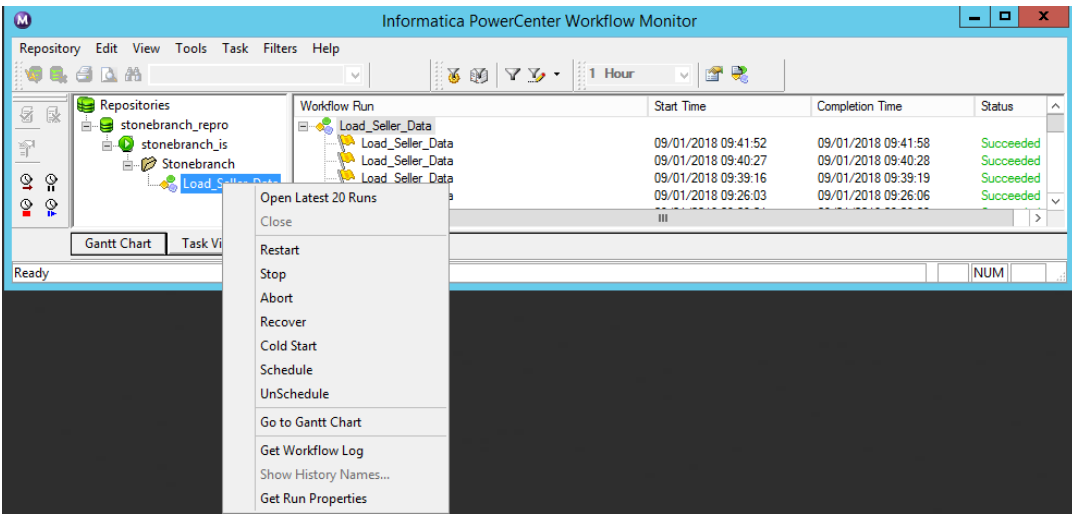 Informatica PowerCenter Workflow Monitor
Repository Edit View Tools Task Filters Help
1 Hour
Repositories
stonebranch_repro
stonebranch_is
Stonebranch
Load_Seller_Data
Workflow Run Start Time Completion Time Status
Load_Seller_Data
Load_Seller_Data 09/01/2018 09:41:52 09/01/2018 09:41:58 Succeeded
Load_Seller_Data 09/01/2018 09:40:27 09/01/2018 09:40:28 Succeeded
Load_Seller_Data 09/01/2018 09:39:16 09/01/2018 09:39:19 Succeeded
09/01/2018 09:26:03 09/01/2018 09:26:06 Succeeded
Gantt Chart Task Vi
Ready NUM
Open Latest 20 Runs
Close
Restart
Stop
Abort
Recover
Cold Start
Schedule
UnSchedule
Go to Gantt Chart
Get Workflow Log
Show History Names...
Get Run Properties